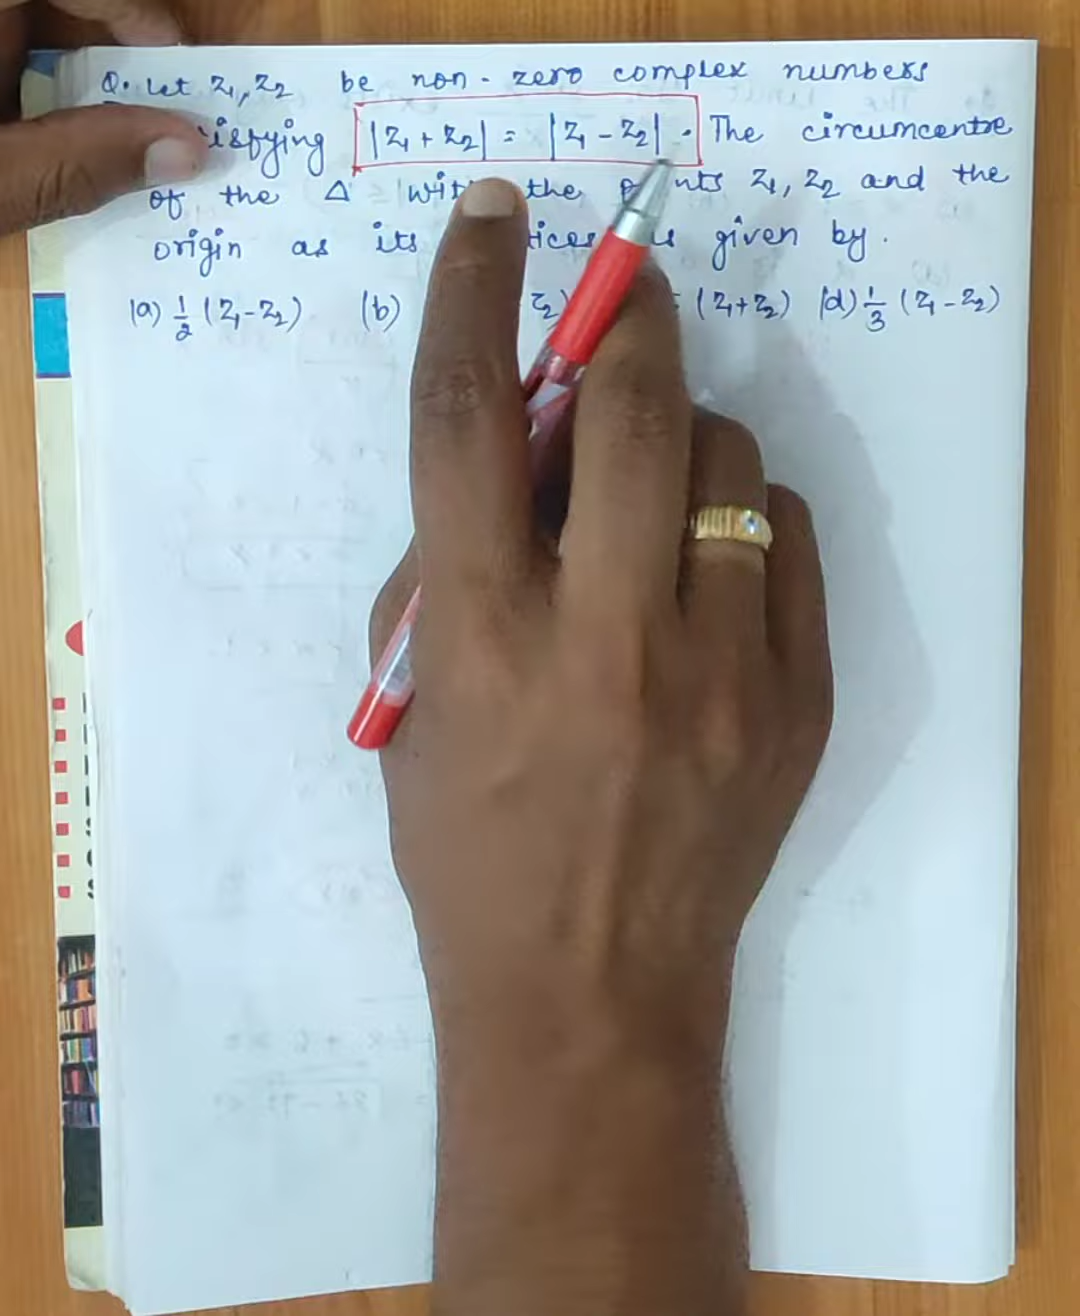 Q. Let Z₁, Z₂ be non-zero complex numbers
|Z₁ + Z₂| = |Z₁ - Z₂|. The circumcentre
of the Δ the Z₁, Z₂ and the
origin as its given by.
(a) 1/2 (Z₁-Z₂) (b) Z₂) (Z₁+Z₂) (d) 1/3 (Z₁-Z₂)